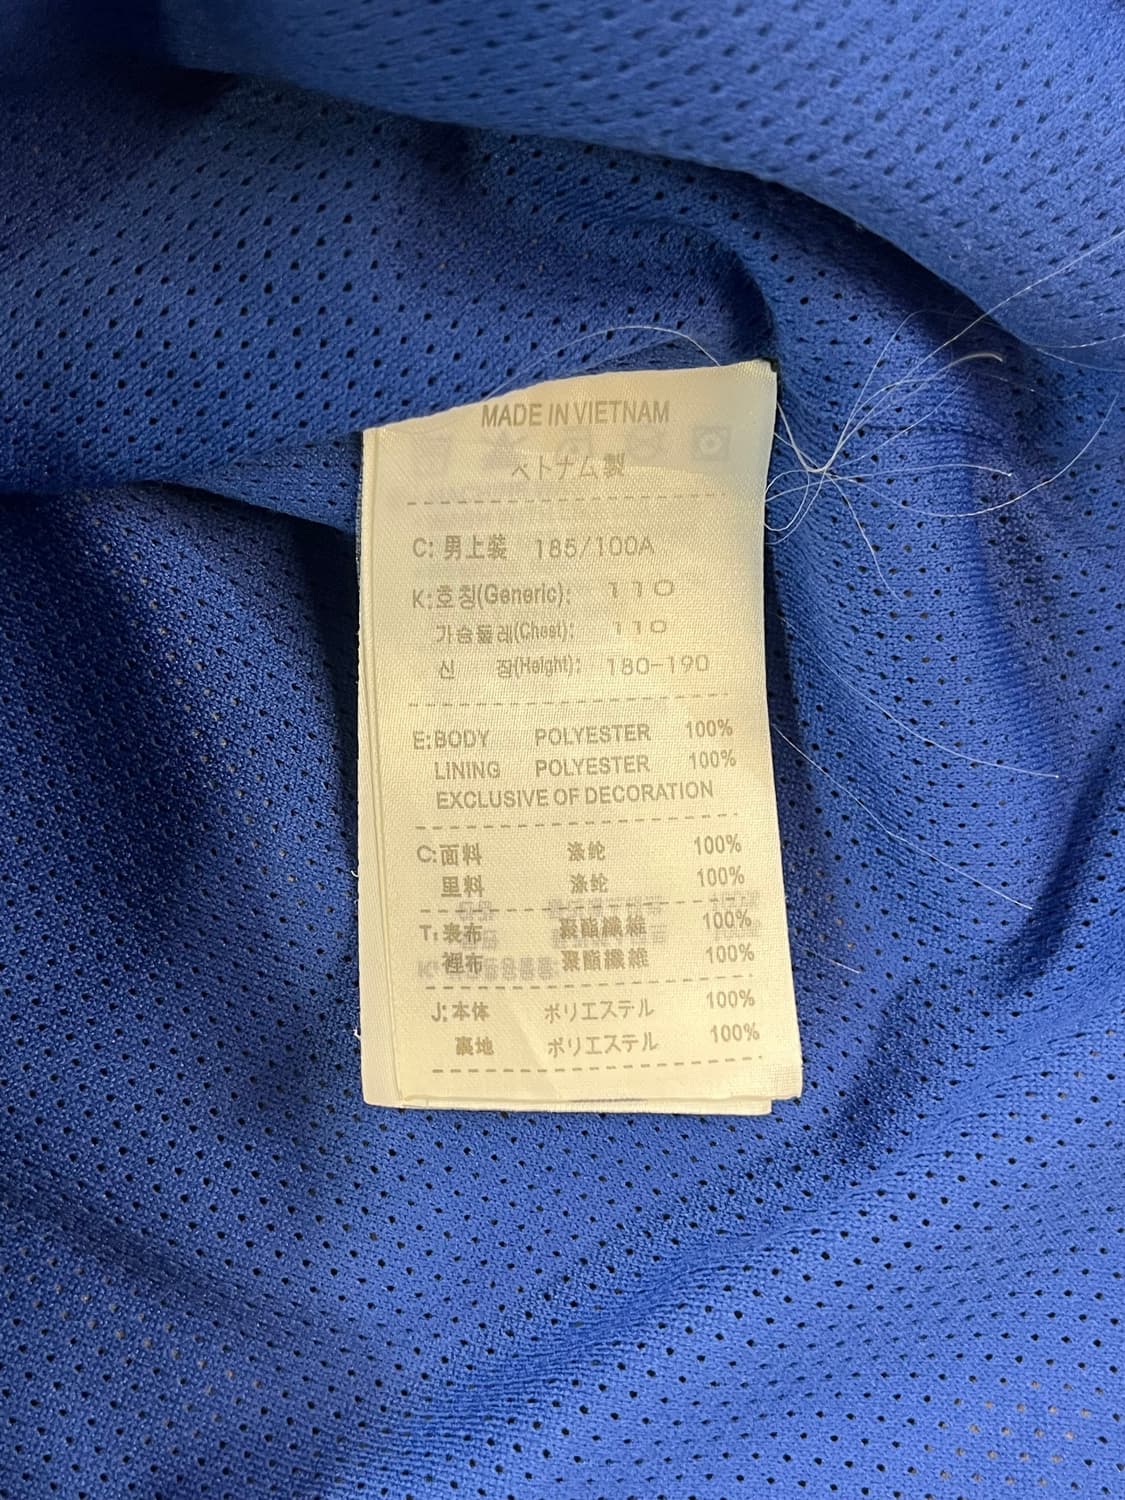 MADE IN VIETNAM
ベトナム製
C: 男上装 185/100A
K: 호칭(Generic): 110
가슴둘레(Chest): 110
신 장(Height): 180-190
E: BODY POLYESTER 100%
LINING POLYESTER 100%
EXCLUSIVE OF DECORATION
C: 面料 涤纶 100%
里料 涤纶 100%
T: 表布 聚酯纖維 100%
裡布 聚酯纖維 100%
J: 本体 ポリエステル 100%
裏地 ポリエステル 100%